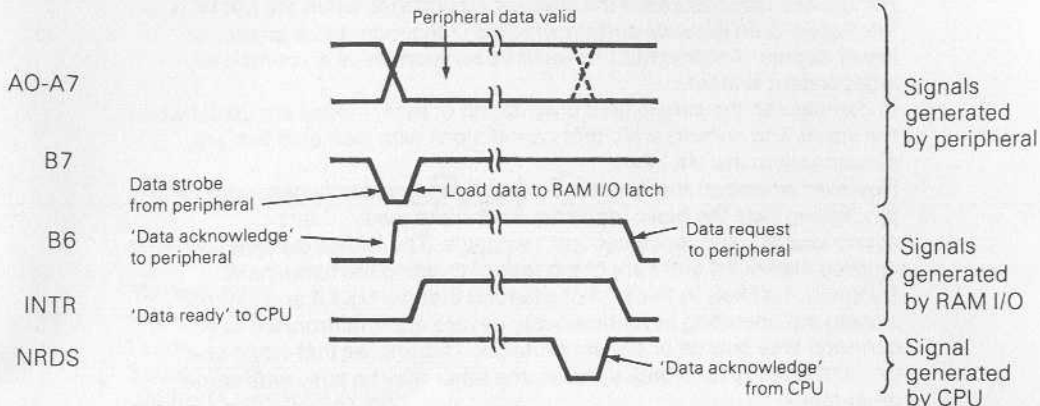 Peripheral data valid
AO-A7
Signals
generated
by peripheral
B7
Data strobe
from peripheral
Load data to RAM I/O latch
B6
'Data acknowledge'
to peripheral
Data request
to peripheral
Signals
generated
by RAM I/O
INTR
'Data ready' to CPU
NRDS
'Data acknowledge'
from CPU
Signal
generated
by CPU